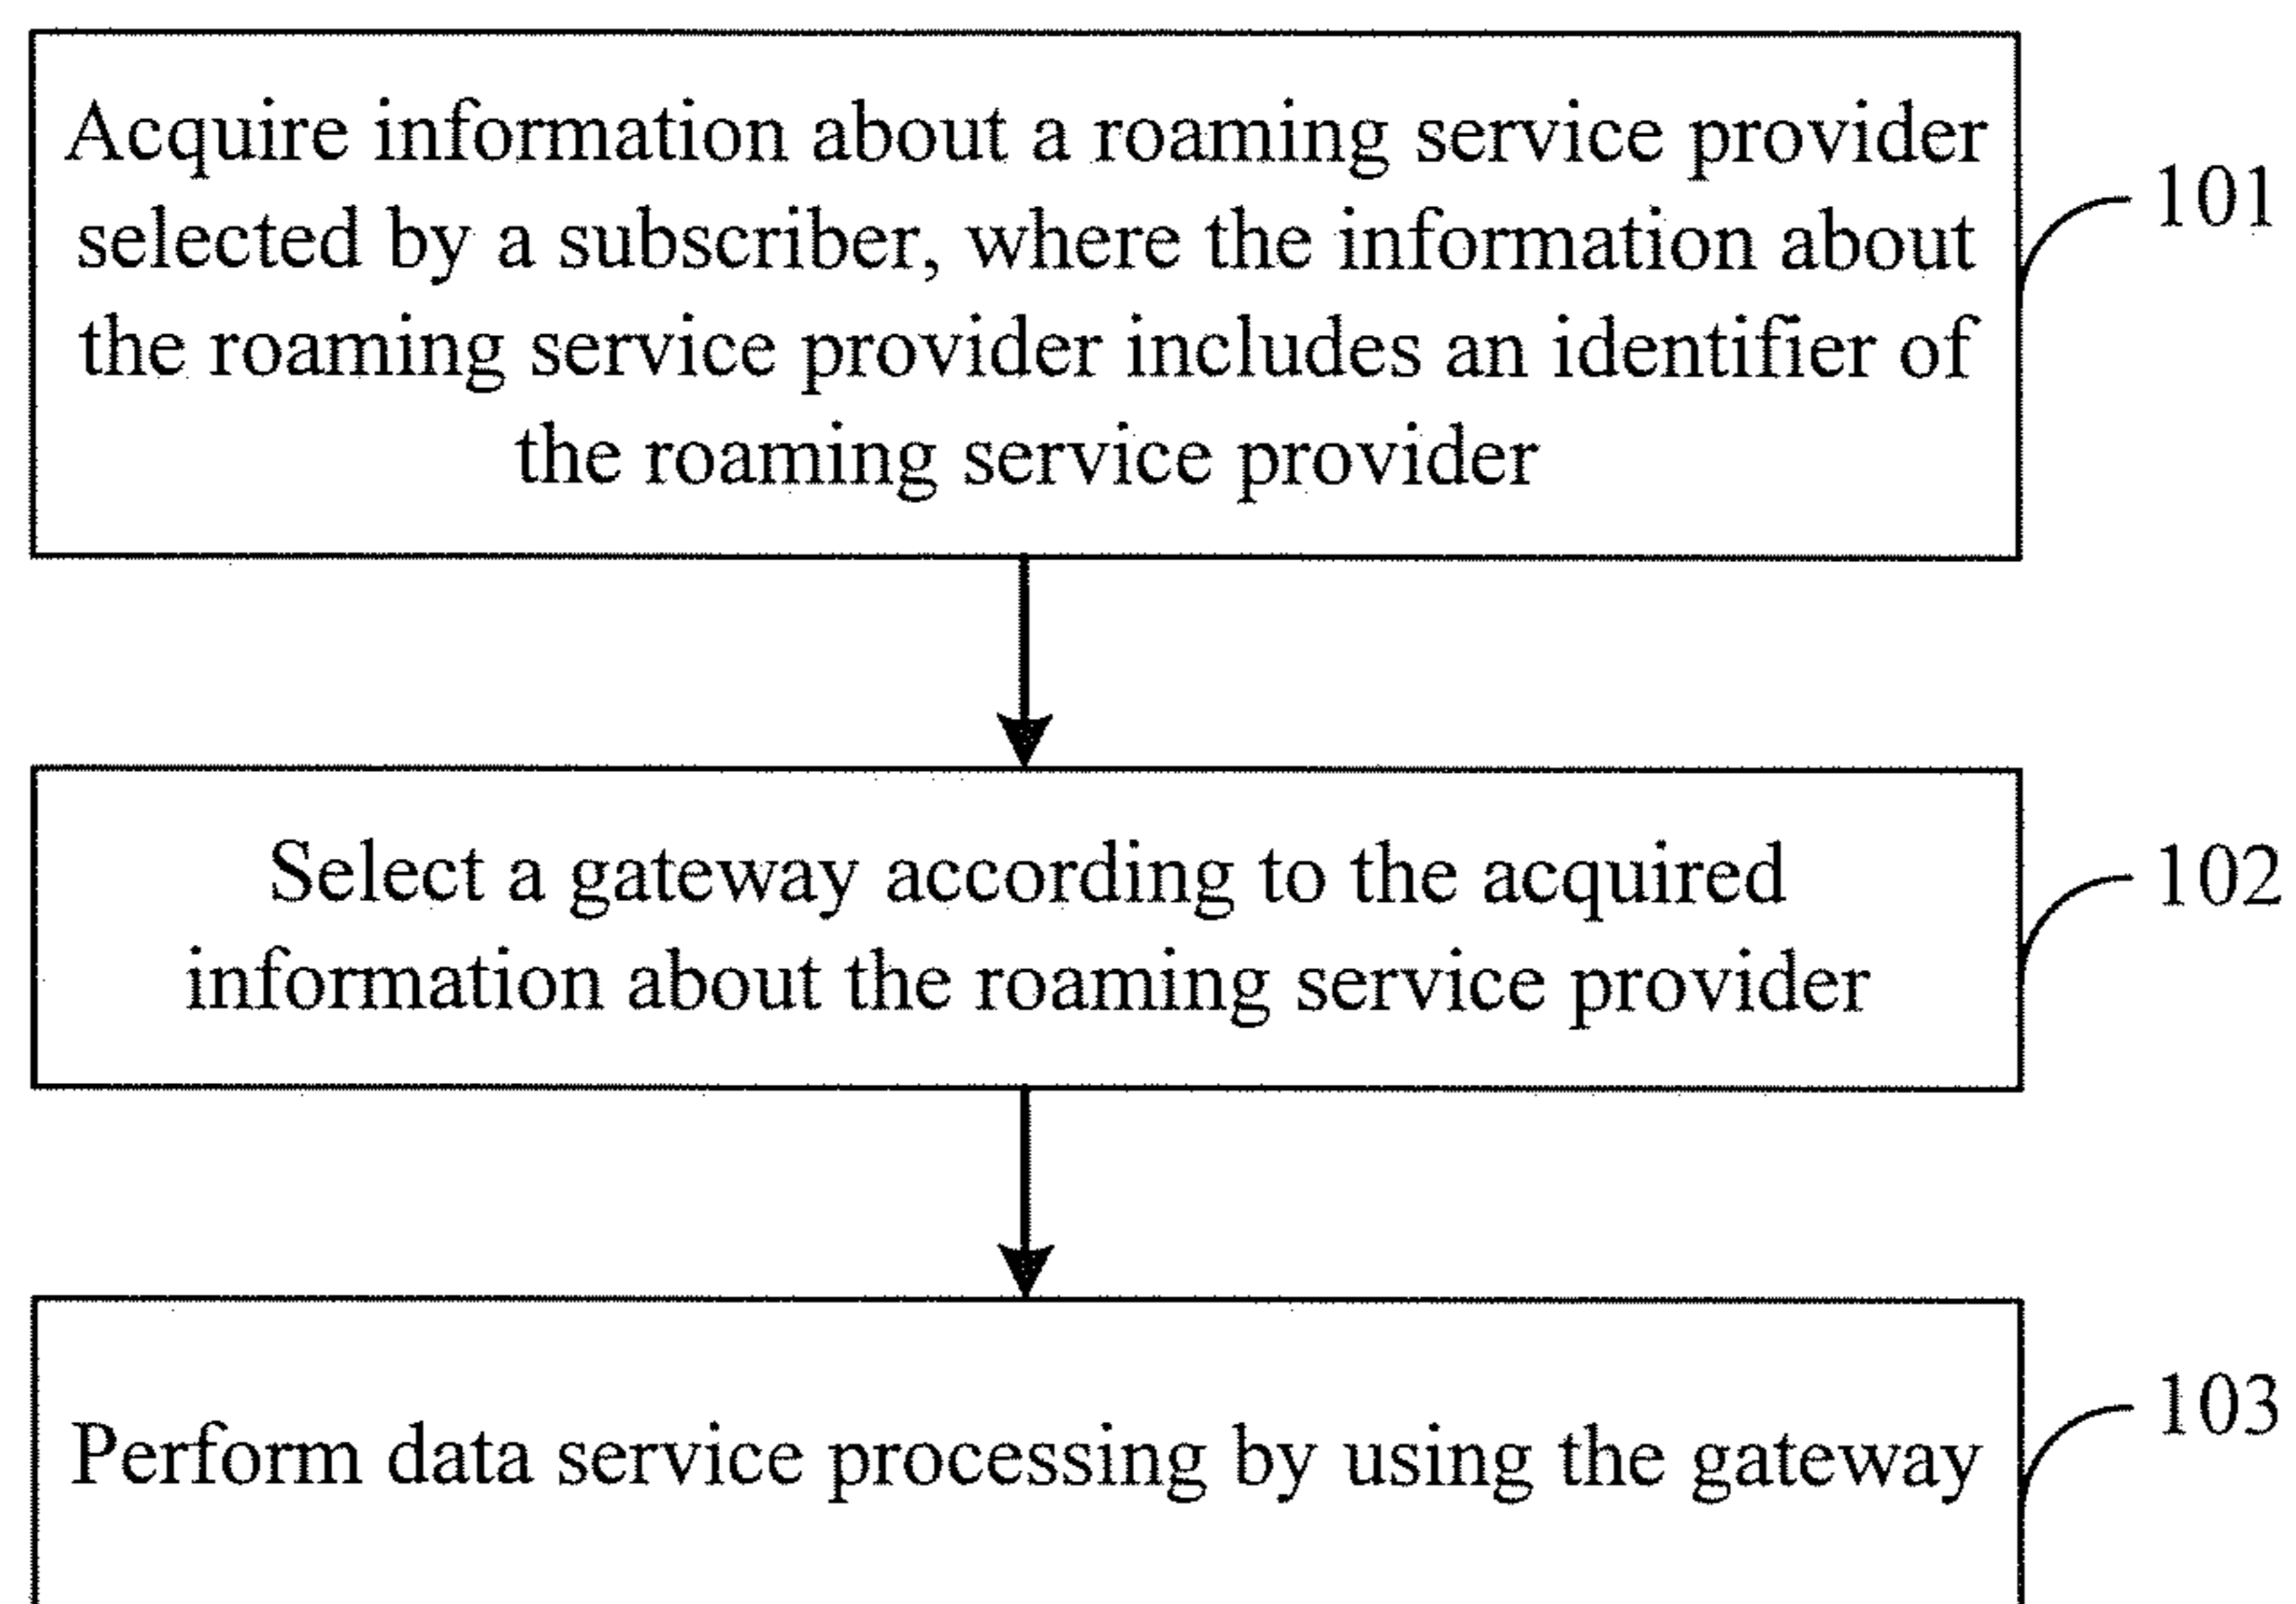 Acquire information about a roaming service provider
selected by a subscriber, where the information about
the roaming service provider includes an identifier of
the roaming service provider
101
Select a gateway according to the acquired
information about the roaming service provider
102
Perform data service processing by using the gateway
103